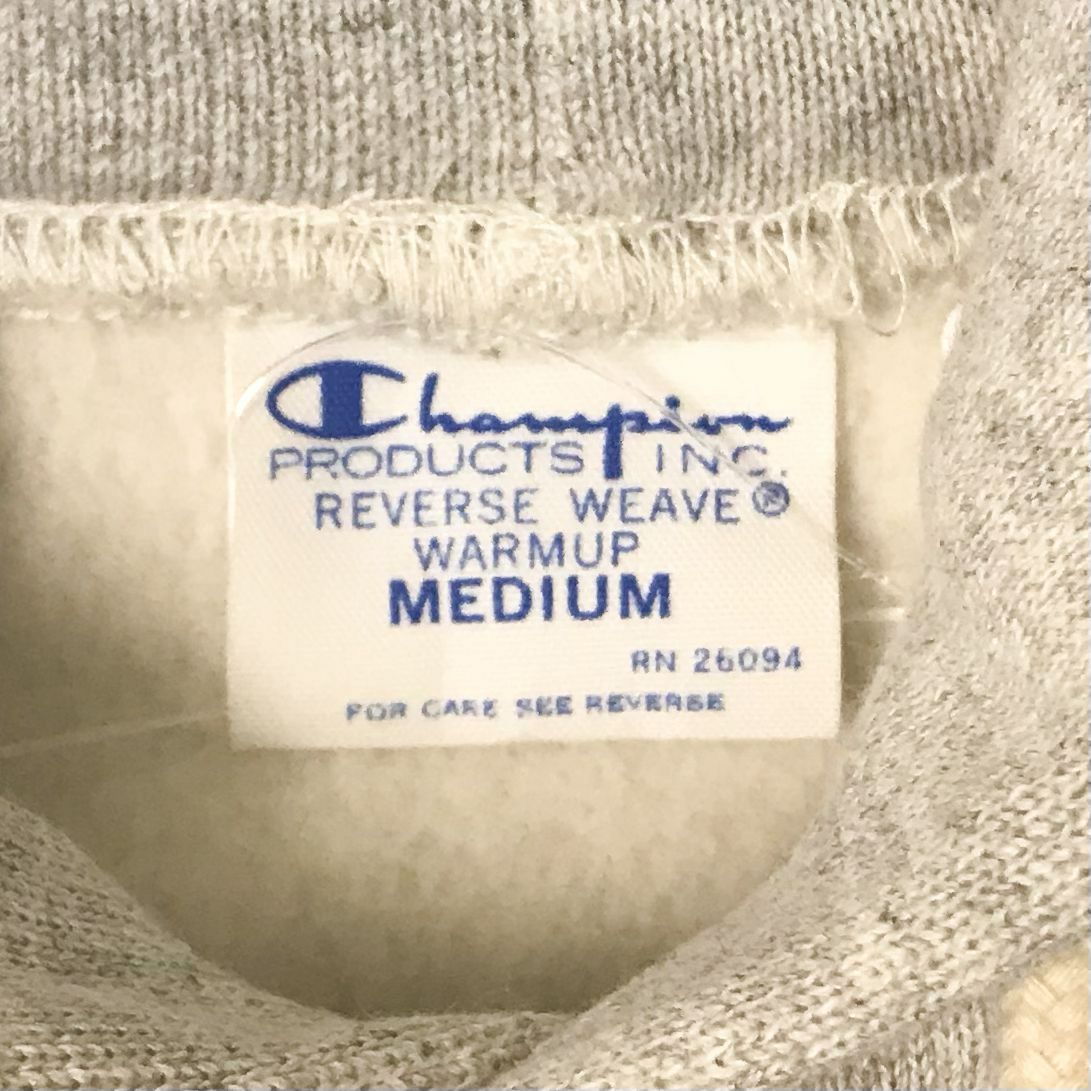 Champion
PRODUCTS INC.
REVERSE WEAVE®
WARMUP
MEDIUM
RN 26094
FOR CARE SEE REVERSE